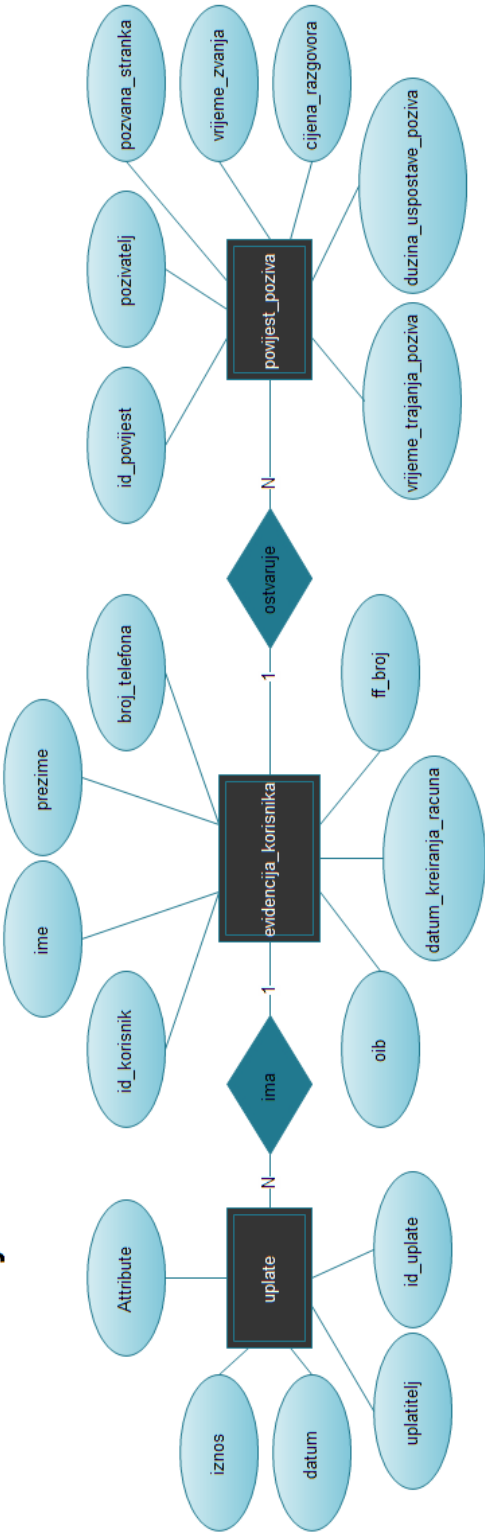 Attribute
iznos
datum
uplatitelj
id_uplate
uplate
N
ima
1
id_korisnik
ime
prezime
broj_telefona
evidencija_korisnika
oib
datum_kreiranja_racuna
ff_broj
1
ostvaruje
N
id_povijest
pozivatelj
pozvana_stranka
vrijeme_zvanja
cijena_razgovora
povijest_poziva
vrijeme_trajanja_poziva
duzina_uspostave_poziva